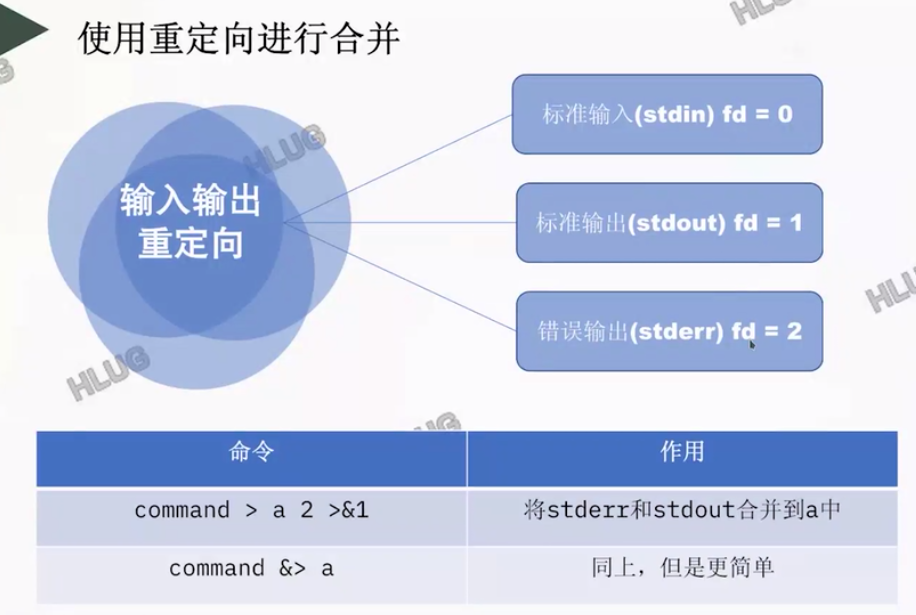 使用重定向进行合并
HLUG
HLUG
输入输出
重定向
标准输入(stdin) fd = 0
标准输出(stdout) fd = 1
错误输出(stderr) fd = 2
HLUG
命令
作用
command > a 2 >&1
将stderr和stdout合并到a中
command &> a
同上，但是更简单